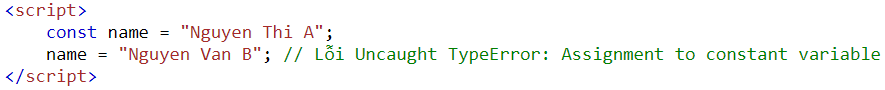 <script>
const name = "Nguyen Thi A";
name = "Nguyen Van B"; // Lỗi Uncaught TypeError: Assignment to constant variable
</script>